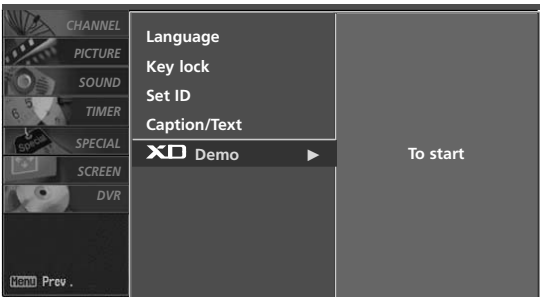 CHANNEL
PICTURE
SOUND
TIMER
SPECIAL
SCREEN
DVR
Menu Prev .
Language
Key lock
Set ID
Caption/Text
XD Demo ►
To start